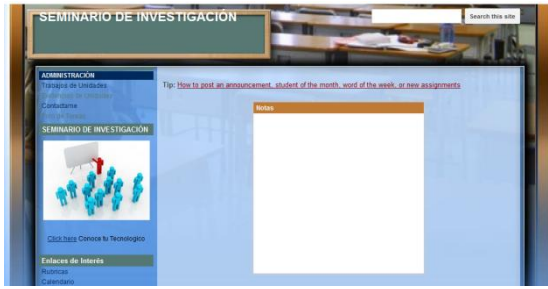 SEMINARIO DE INVESTIGACIÓN
Search this site
ADMINISTRACIÓN
Trabajos de Unidades
Contactame
SEMINARIO DE INVESTIGACIÓN
Click here Conoce tu Tecnologico
Enlaces de Interés
Rubricas
Calendario
Tip: How to post an announcement, student of the month, word of the week, or new assignments
Notas